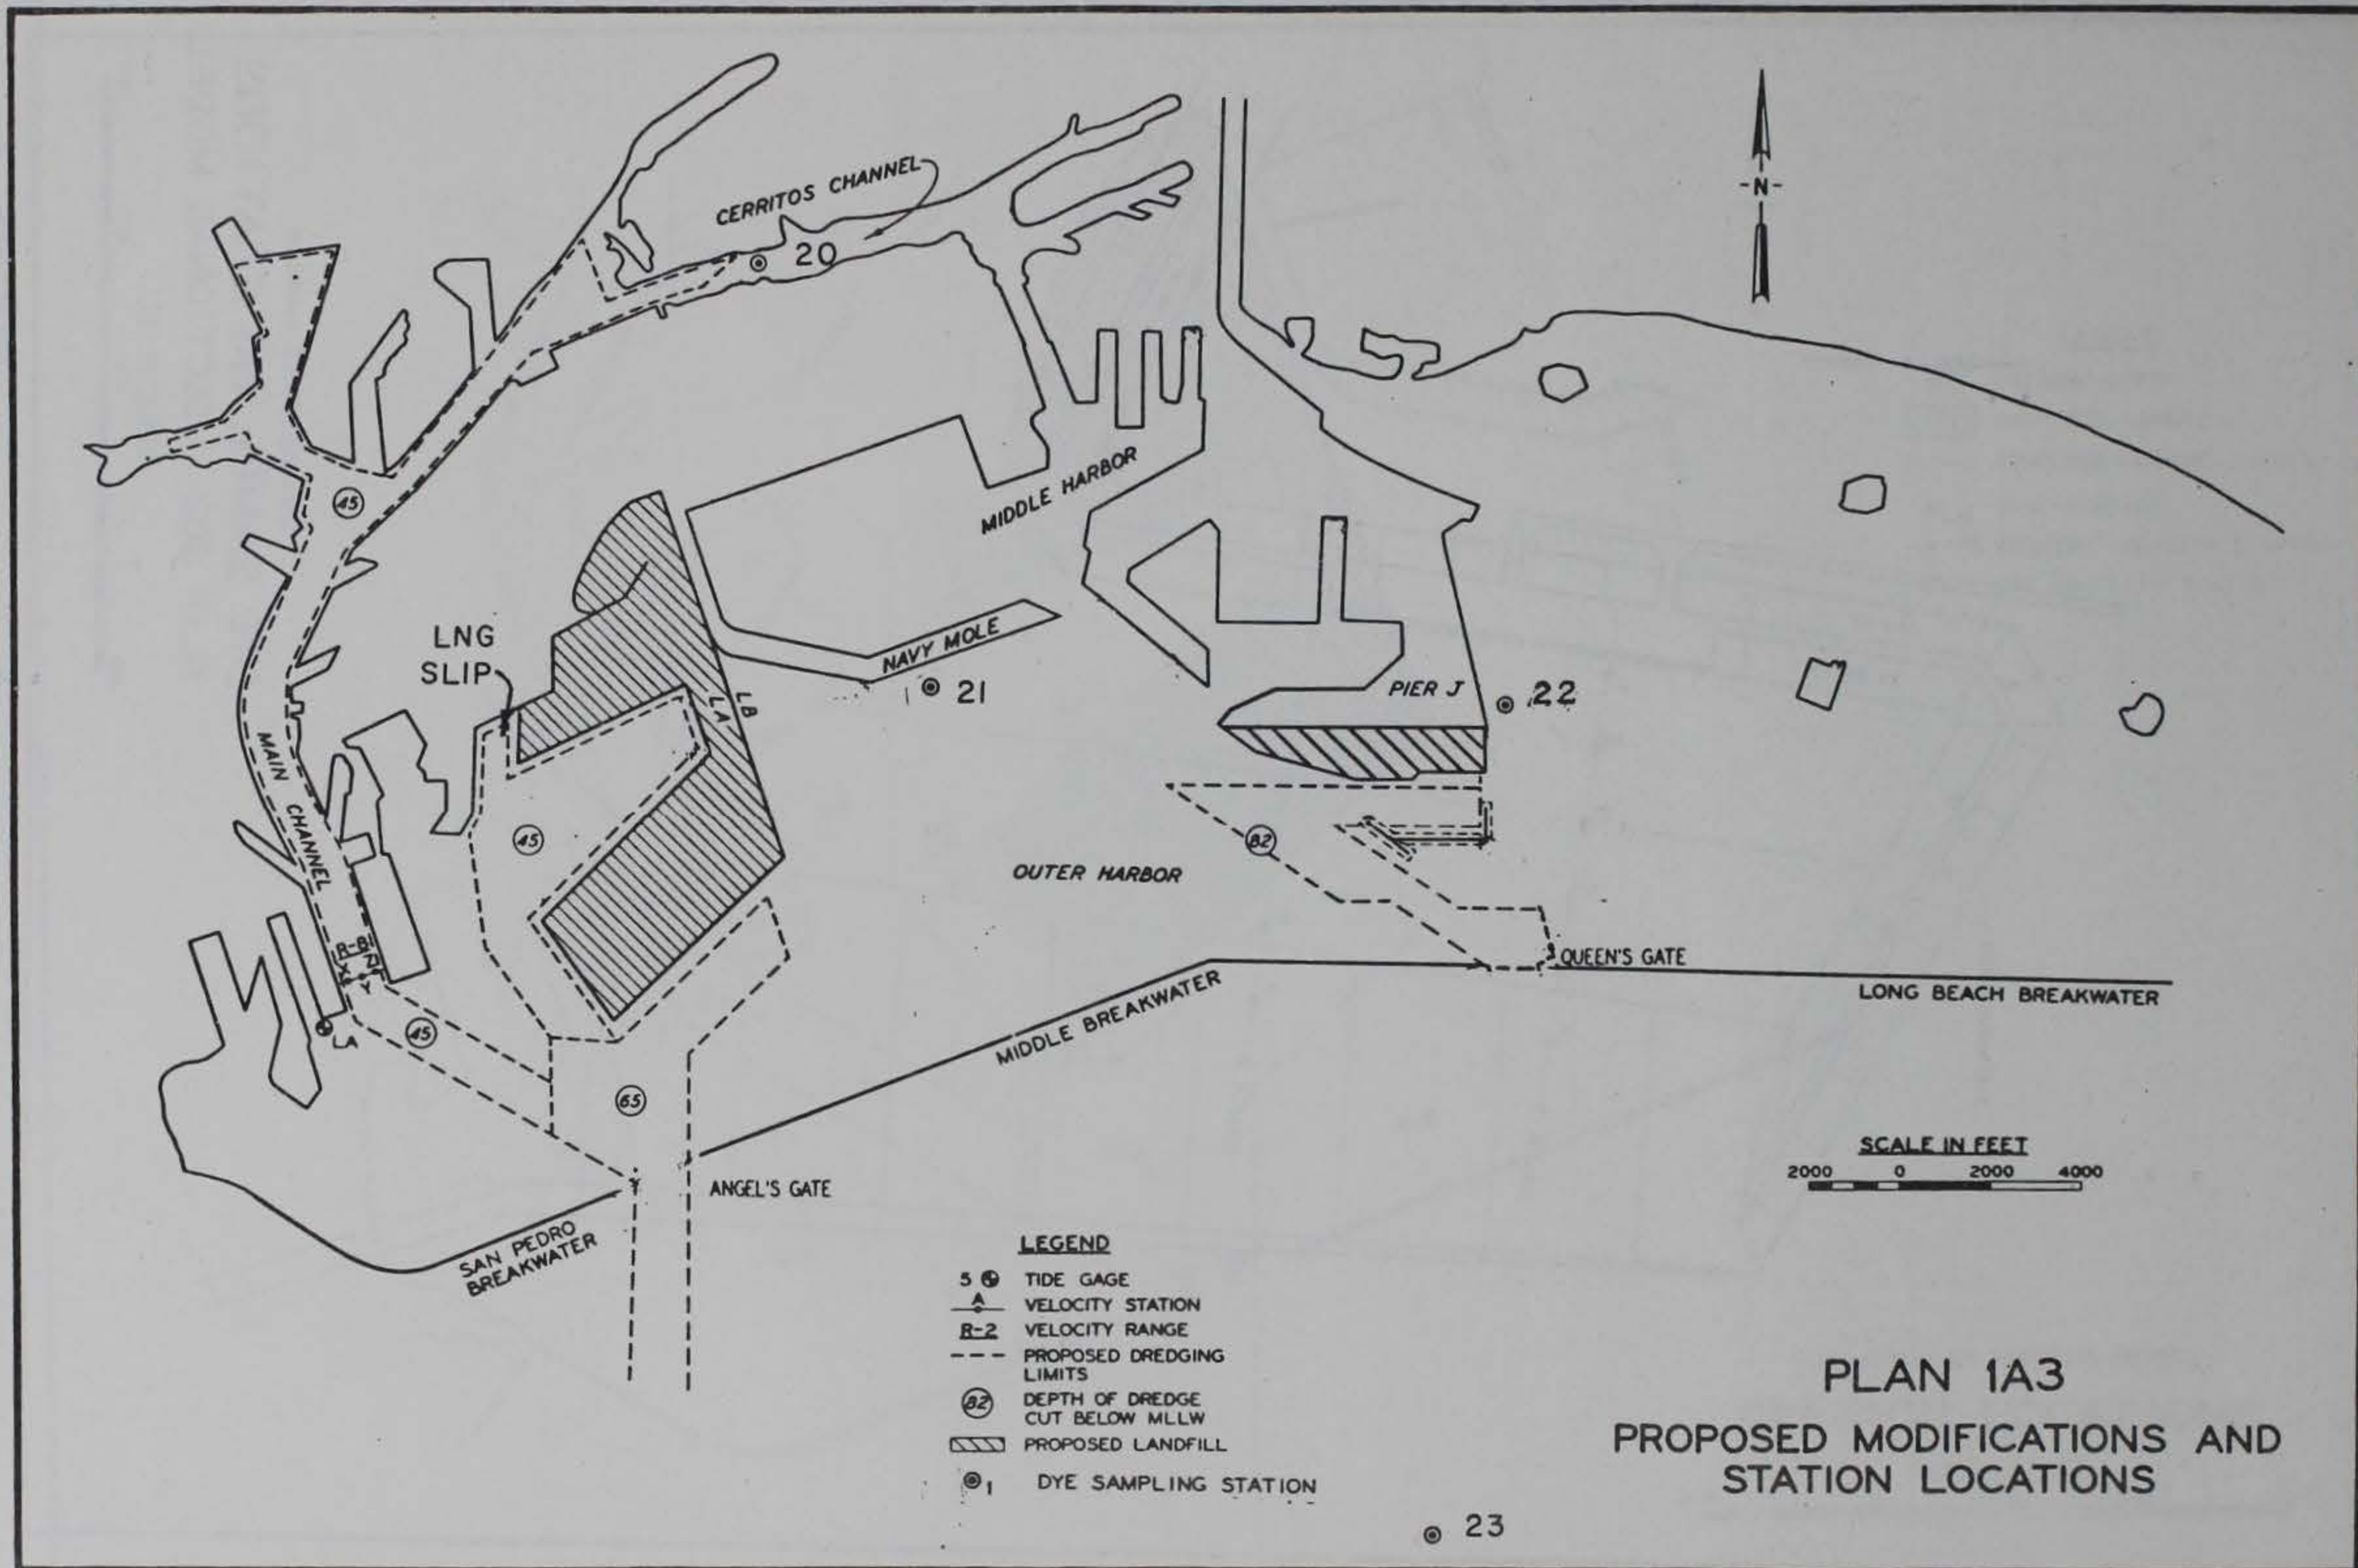 CERRITOS CHANNEL
-N-
20
45
MIDDLE HARBOR
LNG
SLIP
NAVY MOLE
21
PIER J
22
LA
LB
MAIN CHANNEL
45
82
OUTER HARBOR
R-8
X
Y
Z
LA
45
QUEEN'S GATE
LONG BEACH BREAKWATER
MIDDLE BREAKWATER
65
ANGEL'S GATE
SAN PEDRO
BREAKWATER
SCALE IN FEET
2000 0 2000 4000
LEGEND
5 TIDE GAGE
A VELOCITY STATION
R-2 VELOCITY RANGE
--- PROPOSED DREDGING
LIMITS
82 DEPTH OF DREDGE
CUT BELOW MLLW
PROPOSED LANDFILL
1 DYE SAMPLING STATION
PLAN 1A3
PROPOSED MODIFICATIONS AND
STATION LOCATIONS
23